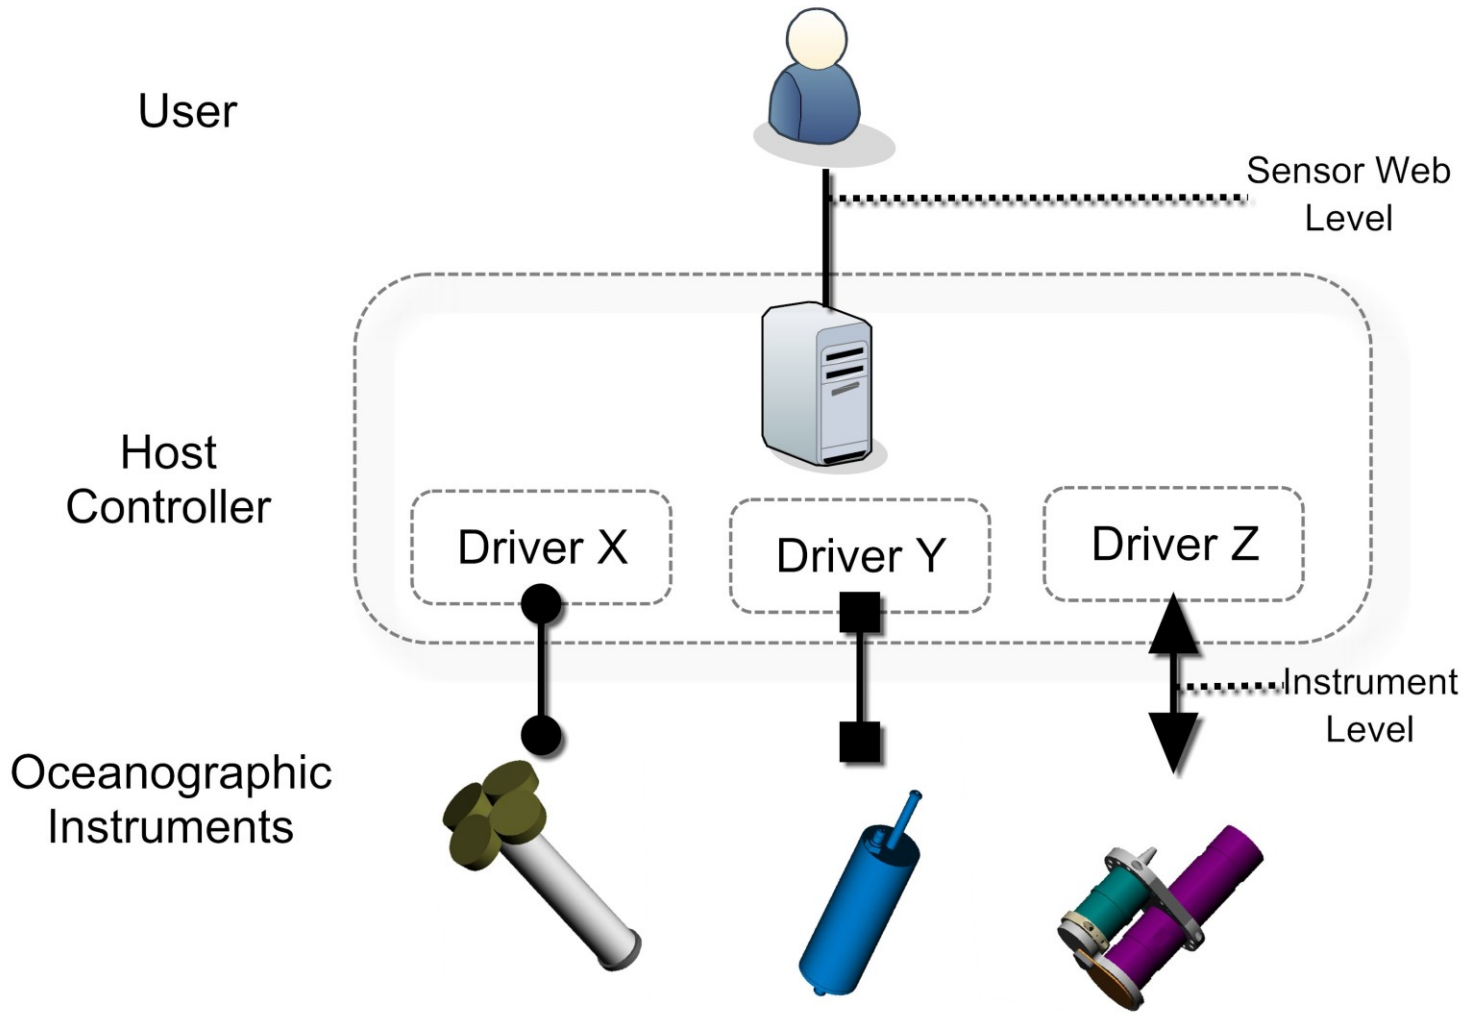 User
Sensor Web
Level
Host
Controller
Driver X
Driver Y
Driver Z
Instrument
Level
Oceanographic
Instruments